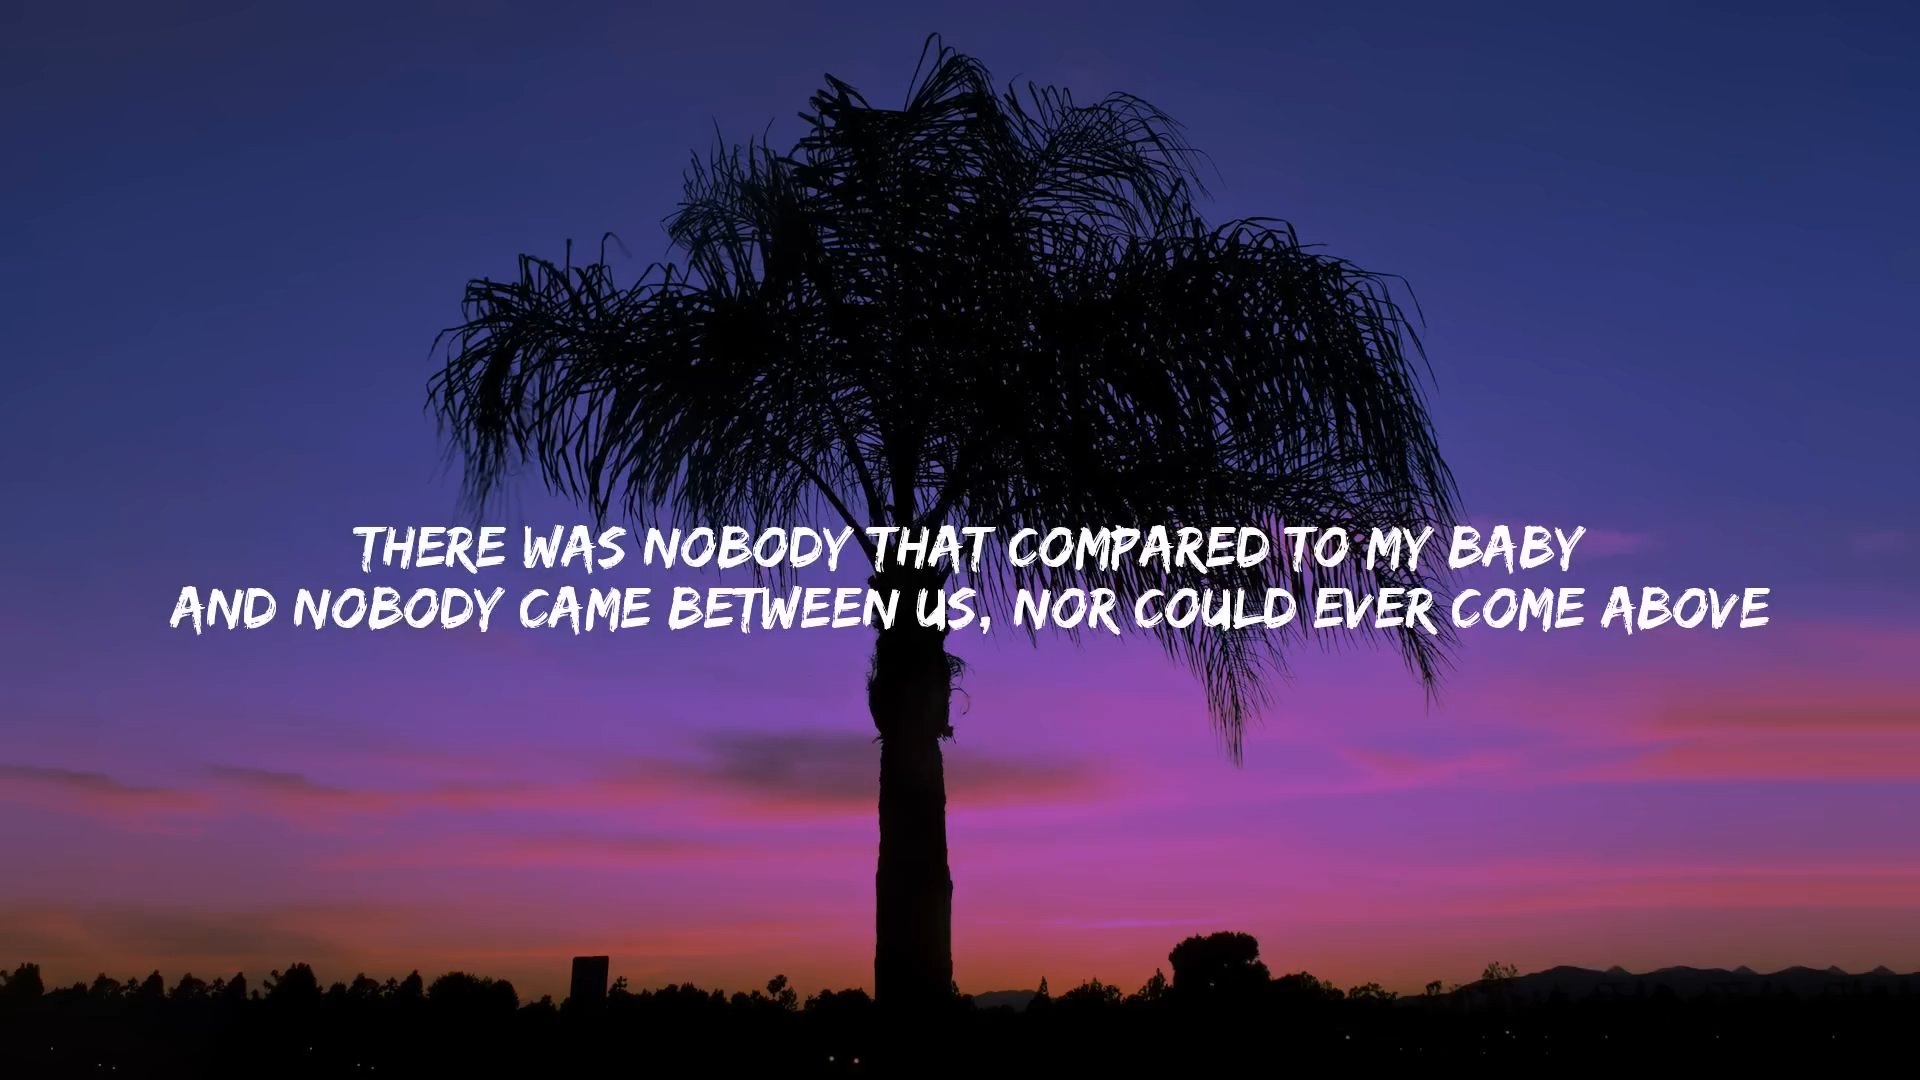 THERE WAS NOBODY THAT COMPARED TO MY BABY
AND NOBODY CAME BETWEEN US, NOR COULD EVER COME ABOVE